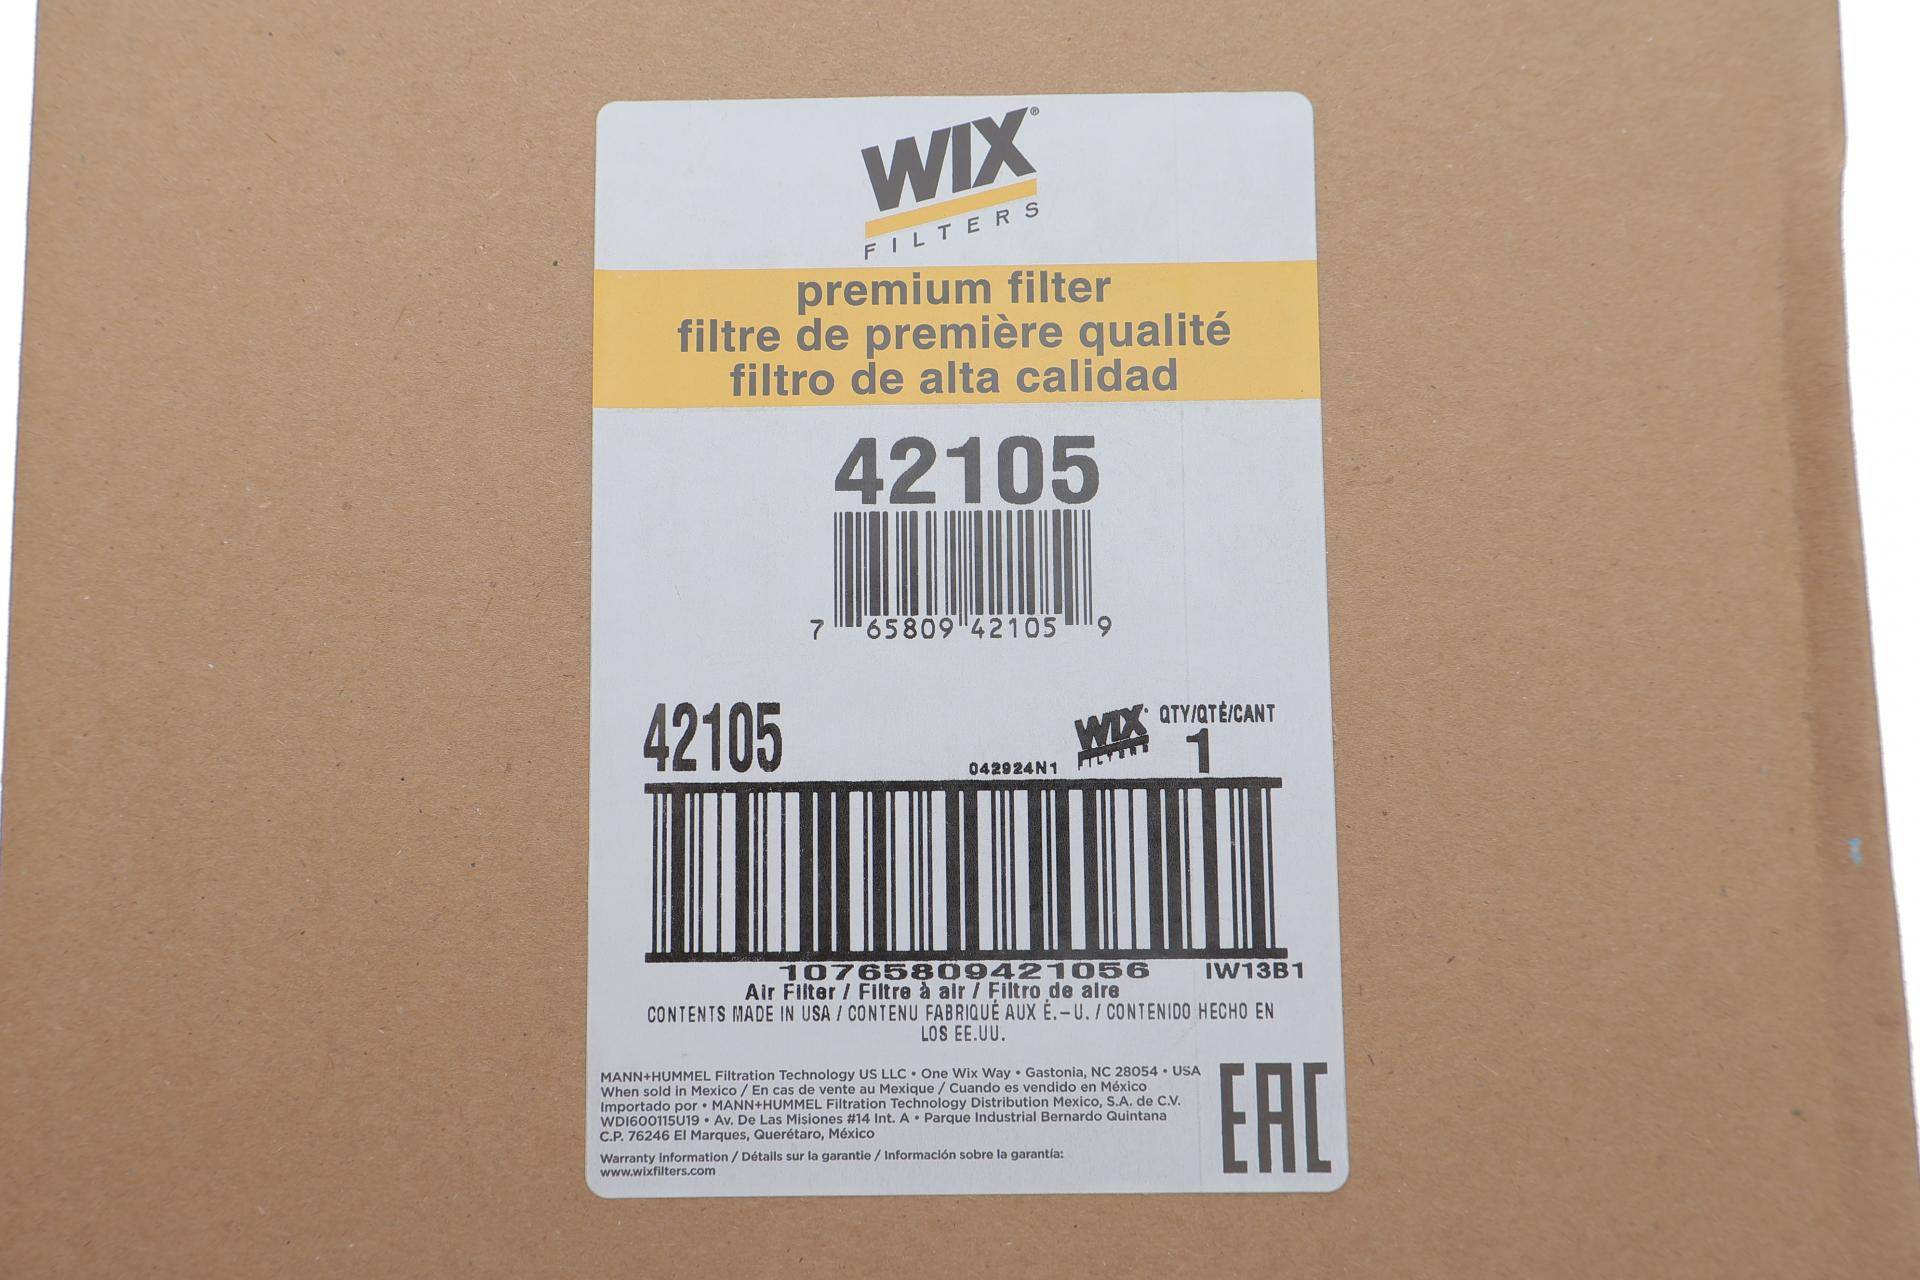 WIX®
FILTERS
premium filter
filtre de première qualité
filtro de alta calidad
42105
7 65809 42105 9
42105
042924N1
WIX
FILTERS
QTY/QTÉ/CANT
1
10765809421056 IW13B1
Air Filter / Filtre à air / Filtro de aire
CONTENTS MADE IN USA / CONTENU FABRIQUÉ AUX É.-U. / CONTENIDO HECHO EN
LOS EE.UU.
MANN+HUMMEL Filtration Technology US LLC • One Wix Way • Gastonia, NC 28054 • USA
When sold in Mexico / En cas de vente au Mexique / Cuando es vendido en México
Importado por • MANN+HUMMEL Filtration Technology Distribution Mexico, S.A. de C.V.
WDI600115U19 • Av. De Las Misiones #14 Int. A • Parque Industrial Bernardo Quintana
C.P. 76246 El Marques, Querétaro, México
Warranty information / Détails sur la garantie / Información sobre la garantía:
www.wixfilters.com
EAC